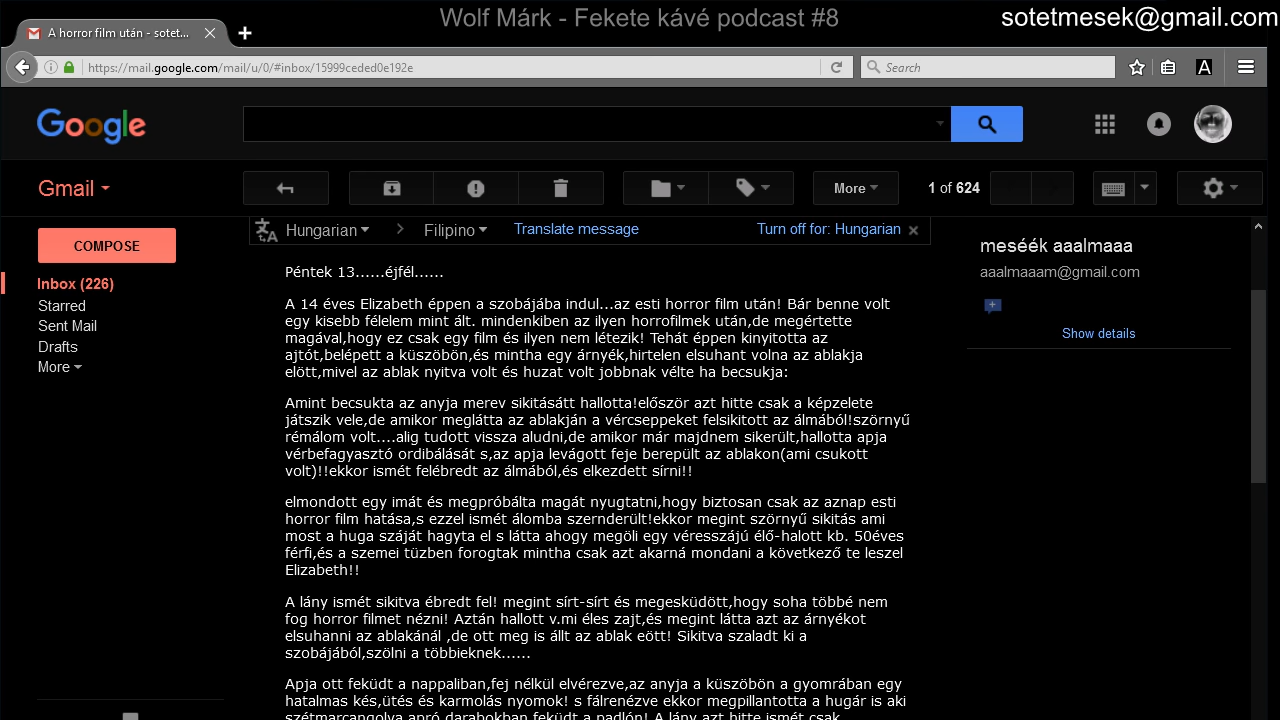 Wolf Márk - Fekete kávé podcast #8
sotetmesek@gmail.com
A horror film után - sotet...
https://mail.google.com/mail/u/0/#inbox/15999ceded0e192e
Search
A
Google
Gmail
More
1 of 624
COMPOSE
Inbox (226)
Starred
Sent Mail
Drafts
More
Hungarian
Filipino
Translate message
Turn off for: Hungarian
meséék aaalmaaa
aaalmaaam@gmail.com
Show details
Péntek 13......éjfél......
A 14 éves Elizabeth éppen a szobájába indul...az esti horror film után! Bár benne volt
egy kisebb félelem mint ált. mindenkiben az ilyen horrofilmek után,de megértette
magával,hogy ez csak egy film és ilyen nem létezik! Tehát éppen kinyitotta az
ajtót,belépett a küszöbön,és mintha egy árnyék,hirtelen elsuhant volna az ablakja
elött,mivel az ablak nyitva volt és huzat volt jobbnak vélte ha becsukja:
Amint becsukta az anyja merev sikitásátt hallotta!először azt hitte csak a képzelete
játszik vele,de amikor meglátta az ablakján a vércseppeket felsikitott az álmából!szörnyű
rémálom volt....alig tudott vissza aludni,de amikor már majdnem sikerült,hallotta apja
vérbefagyasztó ordibálását s,az apja levágott feje berepült az ablakon(ami csukott
volt)!!ekkor ismét felébredt az álmából,és elkezdett sírni!!
elmondott egy imát és megpróbálta magát nyugtatni,hogy biztosan csak az aznap esti
horror film hatása,s ezzel ismét álomba szernderült!ekkor megint szörnyű sikitás ami
most a huga száját hagyta el s látta ahogy megöli egy véresszájú élő-halott kb. 50éves
férfi,és a szemei tüzben forogtak mintha csak azt akarná mondani a következő te leszel
Elizabeth!!
A lány ismét sikitva ébredt fel! megint sírt-sírt és megesküdött,hogy soha többé nem
fog horror filmet nézni! Aztán hallott v.mi éles zajt,és megint látta azt az árnyékot
elsuhanni az ablakánál ,de ott meg is állt az ablak eött! Sikitva szaladt ki a
szobájából,szölni a többieknek......
Apja ott feküdt a nappaliban,fej nélkül elvérezve,az anyja a küszöbön a gyomrában egy
hatalmas kés,ütés és karmolás nyomok! s fálrenézve ekkor megpillantotta a hugár is aki
szétmarcangolva apró darabokban feküdt a padlón! A lány azt hitte ismét csak